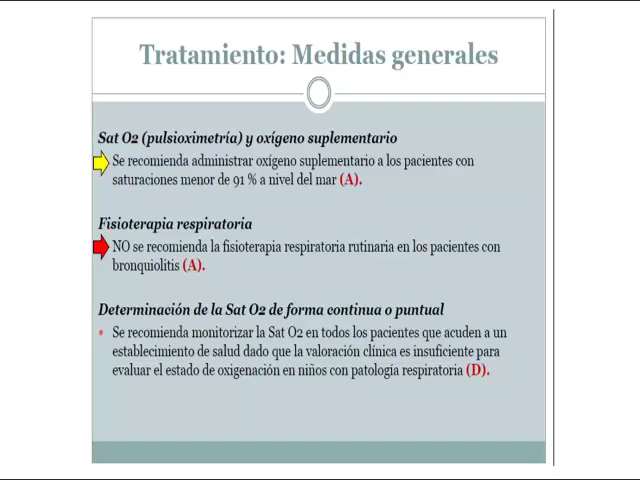 Tratamiento: Medidas generales
Sat O2 (pulsioximetría) y oxígeno suplementario
Se recomienda administrar oxígeno suplementario a los pacientes con
saturaciones menor de 91 % a nivel del mar (A).
Fisioterapia respiratoria
NO se recomienda la fisioterapia respiratoria rutinaria en los pacientes con
bronquiolitis (A).
Determinación de la Sat O2 de forma continua o puntual
• Se recomienda monitorizar la Sat O2 en todos los pacientes que acuden a un
establecimiento de salud dado que la valoración clínica es insuficiente para
evaluar el estado de oxigenación en niños con patología respiratoria (D).